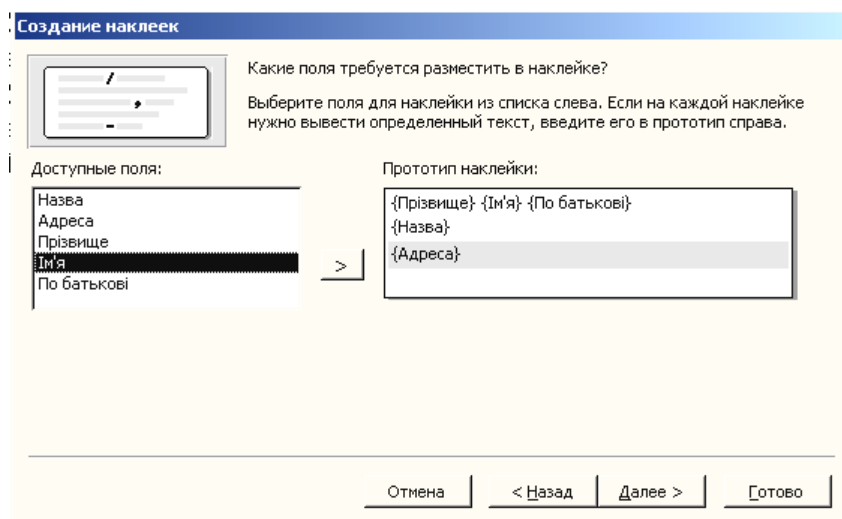 Создание наклеек
Какие поля требуется разместить в наклейке?
Выберите поля для наклейки из списка слева. Если на каждой наклейке
нужно вывести определенный текст, введите его в прототип справа.
Доступные поля:
Назва
Адреса
Прізвище
Ім'я
По батькові
>
Прототип наклейки:
{Прізвище} {Ім'я} {По батькові}
{Назва}
{Адреса}
Отмена
< Назад
Далее >
Готово